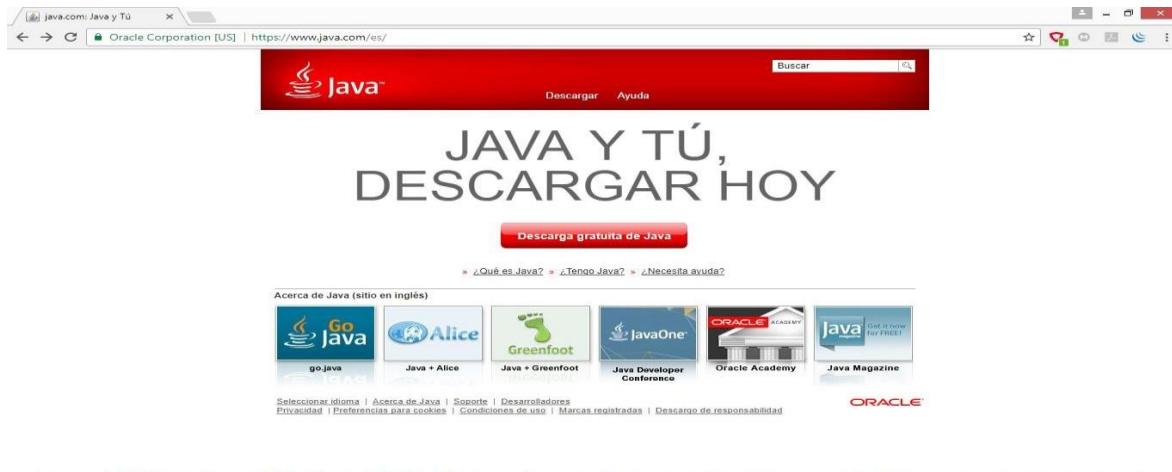 java.com: Java y Tú
Oracle Corporation [US] | https://www.java.com/es/
Java™
Buscar
Descargar Ayuda
JAVA Y TÚ,
DESCARGAR HOY
Descarga gratuita de Java
» ¿Qué es Java? » ¿Tengo Java? » ¿Necesita ayuda?
Acerca de Java (sitio en inglés)
Go Java
Alice
Greenfoot
JavaOne
ORACLE ACADEMY
Java magazine Get it now for FREE!
go.java
Java + Alice
Java + Greenfoot
Java Developer Conference
Oracle Academy
Java Magazine
Seleccionar idioma | Acerca de Java | Soporte | Desarrolladores
Privacidad | Preferencias para cookies | Condiciones de uso | Marcas registradas | Descargo de responsabilidad
ORACLE